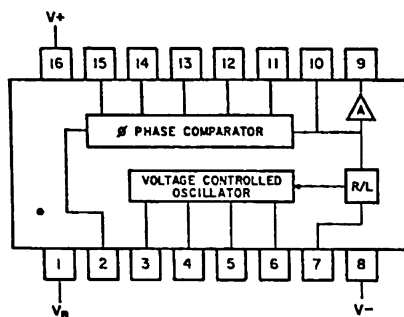 V+
16 15 14 13 12 11 10 9
A
ø PHASE COMPARATOR
VOLTAGE CONTROLLED
OSCILLATOR
R/L
1 2 3 4 5 6 7 8
VB V-